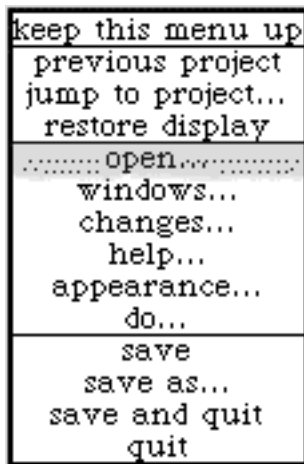 keep this menu up
previous project
jump to project...
restore display
open...
windows...
changes...
help...
appearance...
do...
save
save as...
save and quit
quit